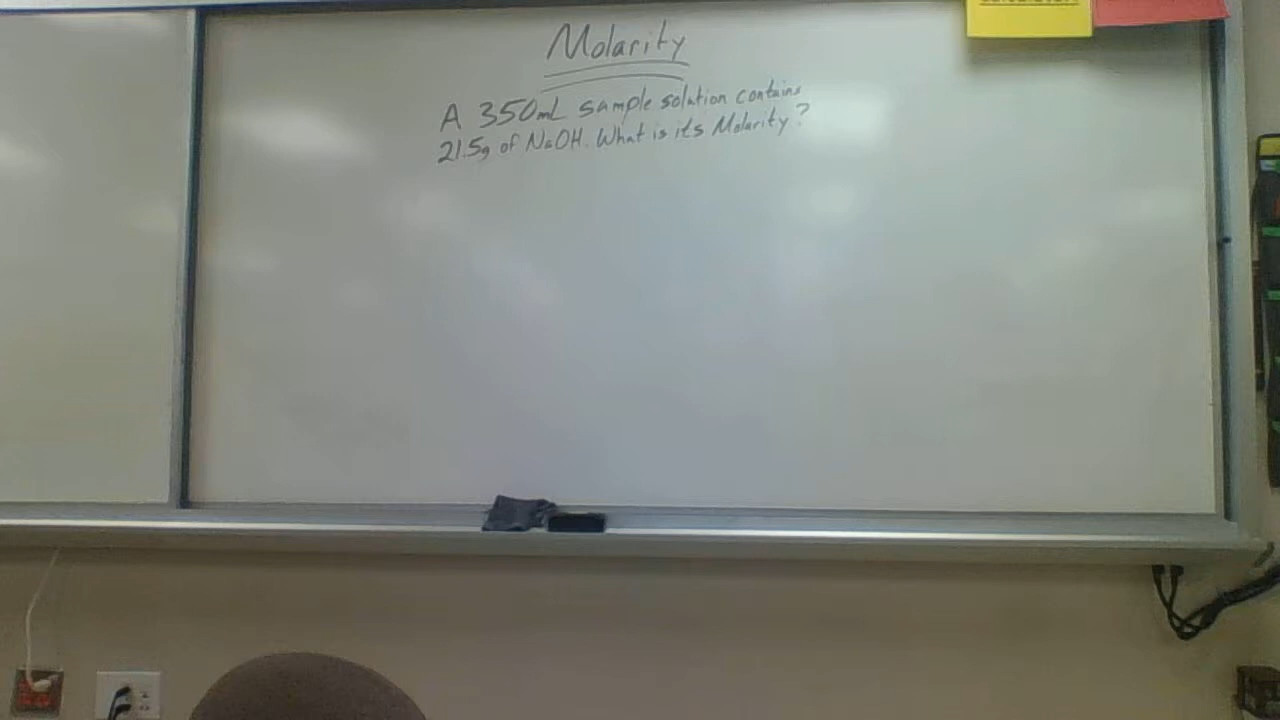 Molarity
A 350mL sample solution contains
21.5g of NaOH. What is its Molarity?